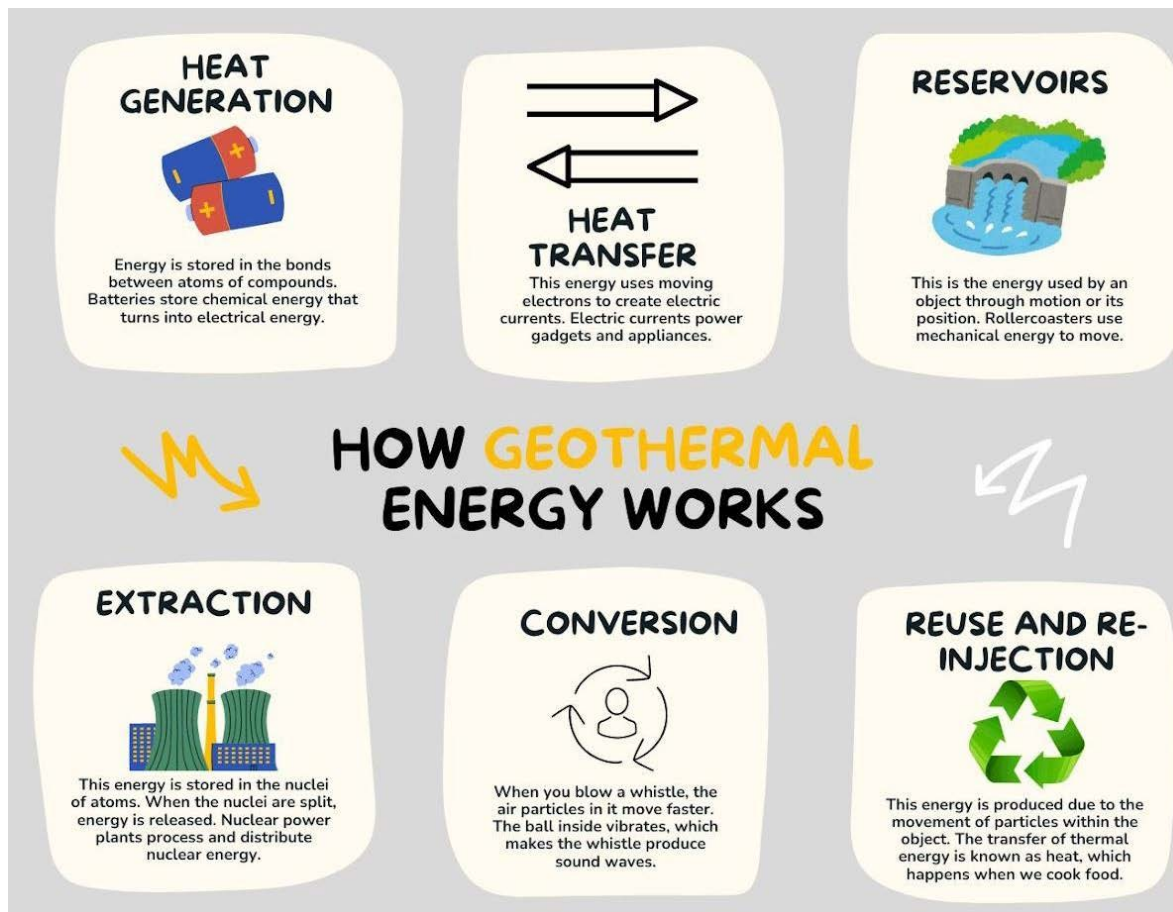 HEAT
GENERATION
Energy is stored in the bonds
between atoms of compounds.
Batteries store chemical energy that
turns into electrical energy.
HEAT
TRANSFER
This energy uses moving
electrons to create electric
currents. Electric currents power
gadgets and appliances.
RESERVOIRS
This is the energy used by an
object through motion or its
position. Rollercoasters use
mechanical energy to move.
HOW GEOTHERMAL
ENERGY WORKS
EXTRACTION
This energy is stored in the nuclei
of atoms. When the nuclei are split,
energy is released. Nuclear power
plants process and distribute
nuclear energy.
CONVERSION
When you blow a whistle, the
air particles in it move faster.
The ball inside vibrates, which
makes the whistle produce
sound waves.
REUSE AND RE-
INJECTION
This energy is produced due to the
movement of particles within the
object. The transfer of thermal
energy is known as heat, which
happens when we cook food.